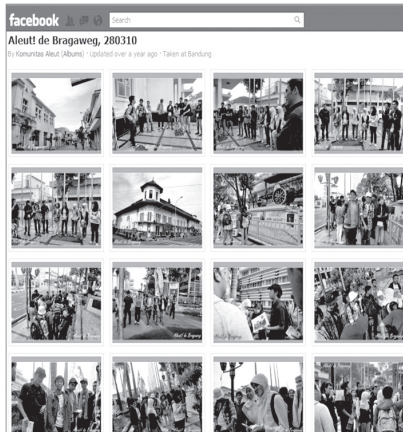 facebook
Search
Aleut! de Bragaweg, 280310
By Komunitas Aleut (Albums) · Updated over a year ago · Taken at Bandung